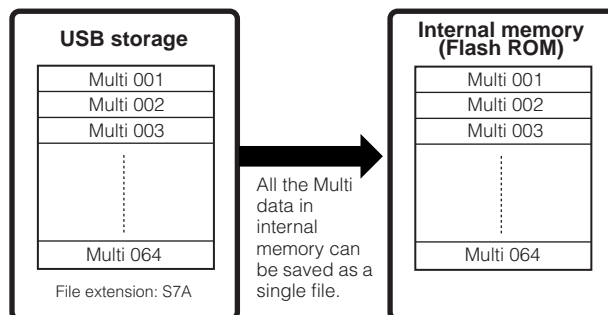 USB storage
Multi 001
Multi 002
Multi 003
Multi 064
File extension: S7A
All the Multi
data in
internal
memory can
be saved as a
single file.
Internal memory
(Flash ROM)
Multi 001
Multi 002
Multi 003
Multi 064